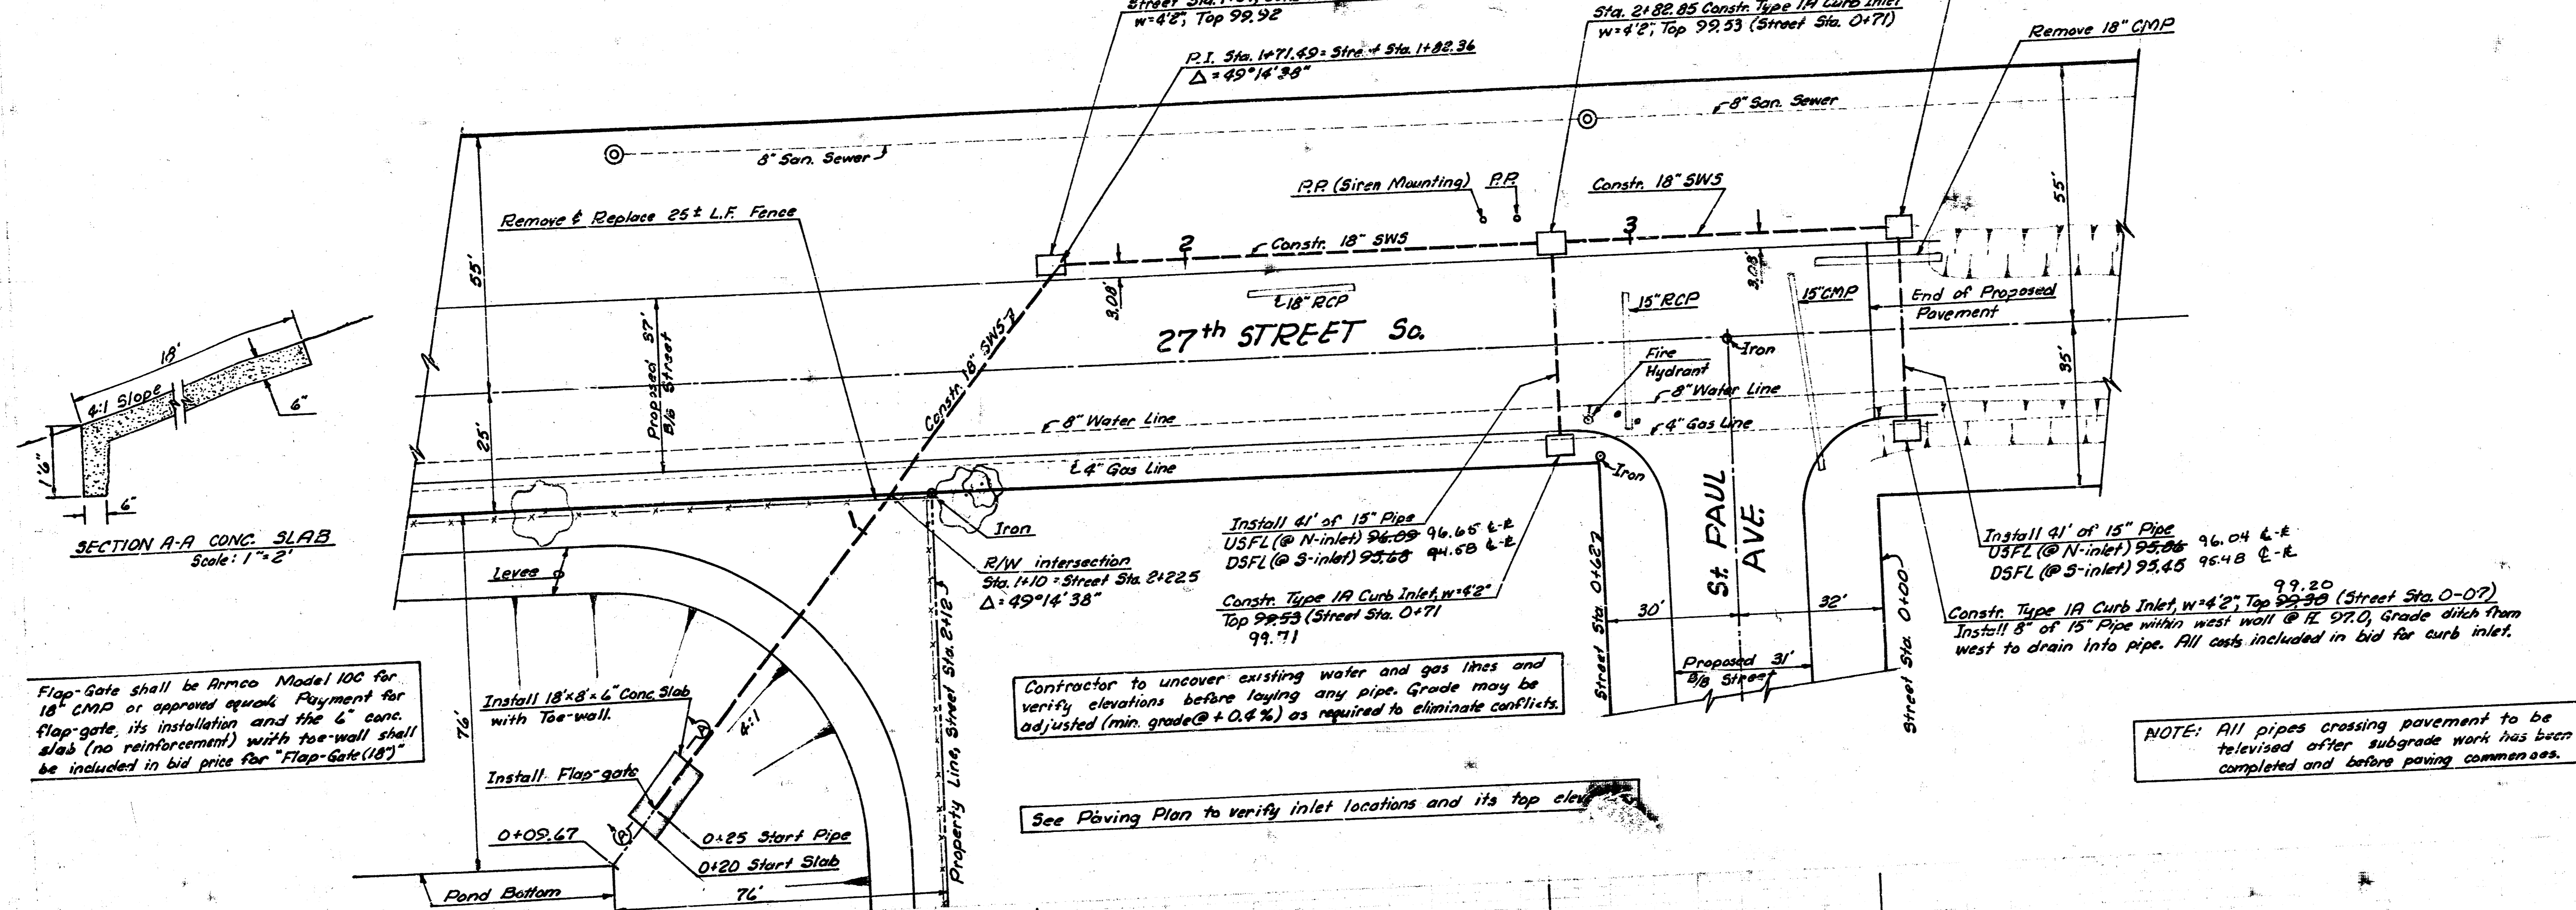 w=4'2", Top 99.92
Sta. 2+82.85 Constr. Type 1A Curb Inlet
w=4'2", Top 99.53 (Street Sta. 0+71)
Remove 18" CMP
P.I. Sta. 1+71.49 = Street Sta. 1+82.36
Δ = 49°14'38"
8" San. Sewer
8" San. Sewer
P.P. (Siren Mounting)
P.P.
Constr. 18" SWS
Remove & Replace 25± L.F. Fence
55'
55'
2
Constr. 18" SWS
3
3.08'
3.08'
18" RCP
15" RCP
15" CMP
End of Proposed
Pavement
27th STREET So.
Iron
Fire
Hydrant
Proposed 37'
B/B Street
Constr. 18" SWS
8" Water Line
8" Water Line
4" Gas Line
4" Gas Line
25'
35'
18'
4:1 Slope
6"
1'6"
6"
SECTION A-A CONC. SLAB
Scale: 1"=2'
1
Iron
Iron
R/W intersection
Sta. 1+10 = Street Sta. 2+22.5
Δ = 49°14'38"
Install 41' of 15" Pipe
USFL (@ N-inlet) 96.09 96.65 ℄-℄
DSFL (@ S-inlet) 95.68 94.58 ℄-℄
Constr. Type 1A Curb Inlet, w=4'2"
Top 99.53 (Street Sta. 0+71
99.71
St. PAUL
AVE.
Street Sta 0+62
30'
32'
Proposed 31'
B/B Street
Street Sta. 0+00
Install 41' of 15" Pipe
USFL (@ N-inlet) 95.86 96.04 ℄-℄
DSFL (@ S-inlet) 95.45 95.48 ℄-℄
99.20
Constr. Type 1A Curb Inlet, w=4'2", Top 99.38 (Street Sta. 0-07)
Install 8" of 15" Pipe within west wall @ FL 97.0, Grade ditch from
west to drain into pipe. All costs included in bid for curb inlet.
Levee
76'
Install 18'x8'x6" Conc. Slab
with Toe-wall.
A
4:1
Install Flap-gate
A
0+09.67
0+25 Start Pipe
0+20 Start Slab
Pond Bottom
76'
Property Line, Street Sta. 2+12
Flap-Gate shall be Armco Model 10C for
18" CMP or approved equal. Payment for
flap-gate, its installation and the 6" conc.
slab (no reinforcement) with toe-wall shall
be included in bid price for "Flap-Gate (18")"
Contractor to uncover existing water and gas lines and
verify elevations before laying any pipe. Grade may be
adjusted (min. grade @ + 0.4%) as required to eliminate conflicts.
See Paving Plan to verify inlet locations and its top
NOTE: All pipes crossing pavement to be
televised after subgrade work has been
completed and before paving commences.